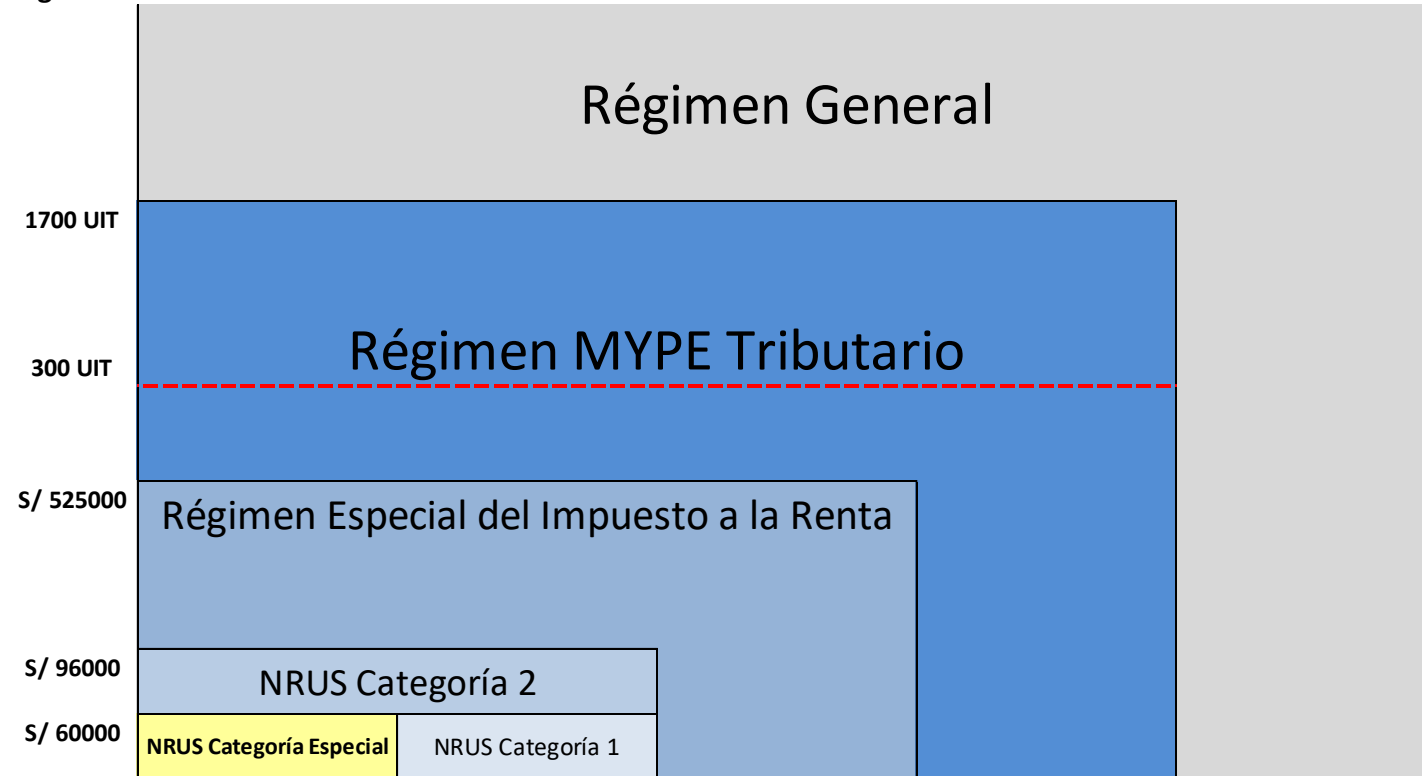 Régimen General
1700 UIT
Régimen MYPE Tributario
300 UIT
S/ 525000
Régimen Especial del Impuesto a la Renta
S/ 96000
NRUS Categoría 2
S/ 60000
NRUS Categoría Especial
NRUS Categoría 1